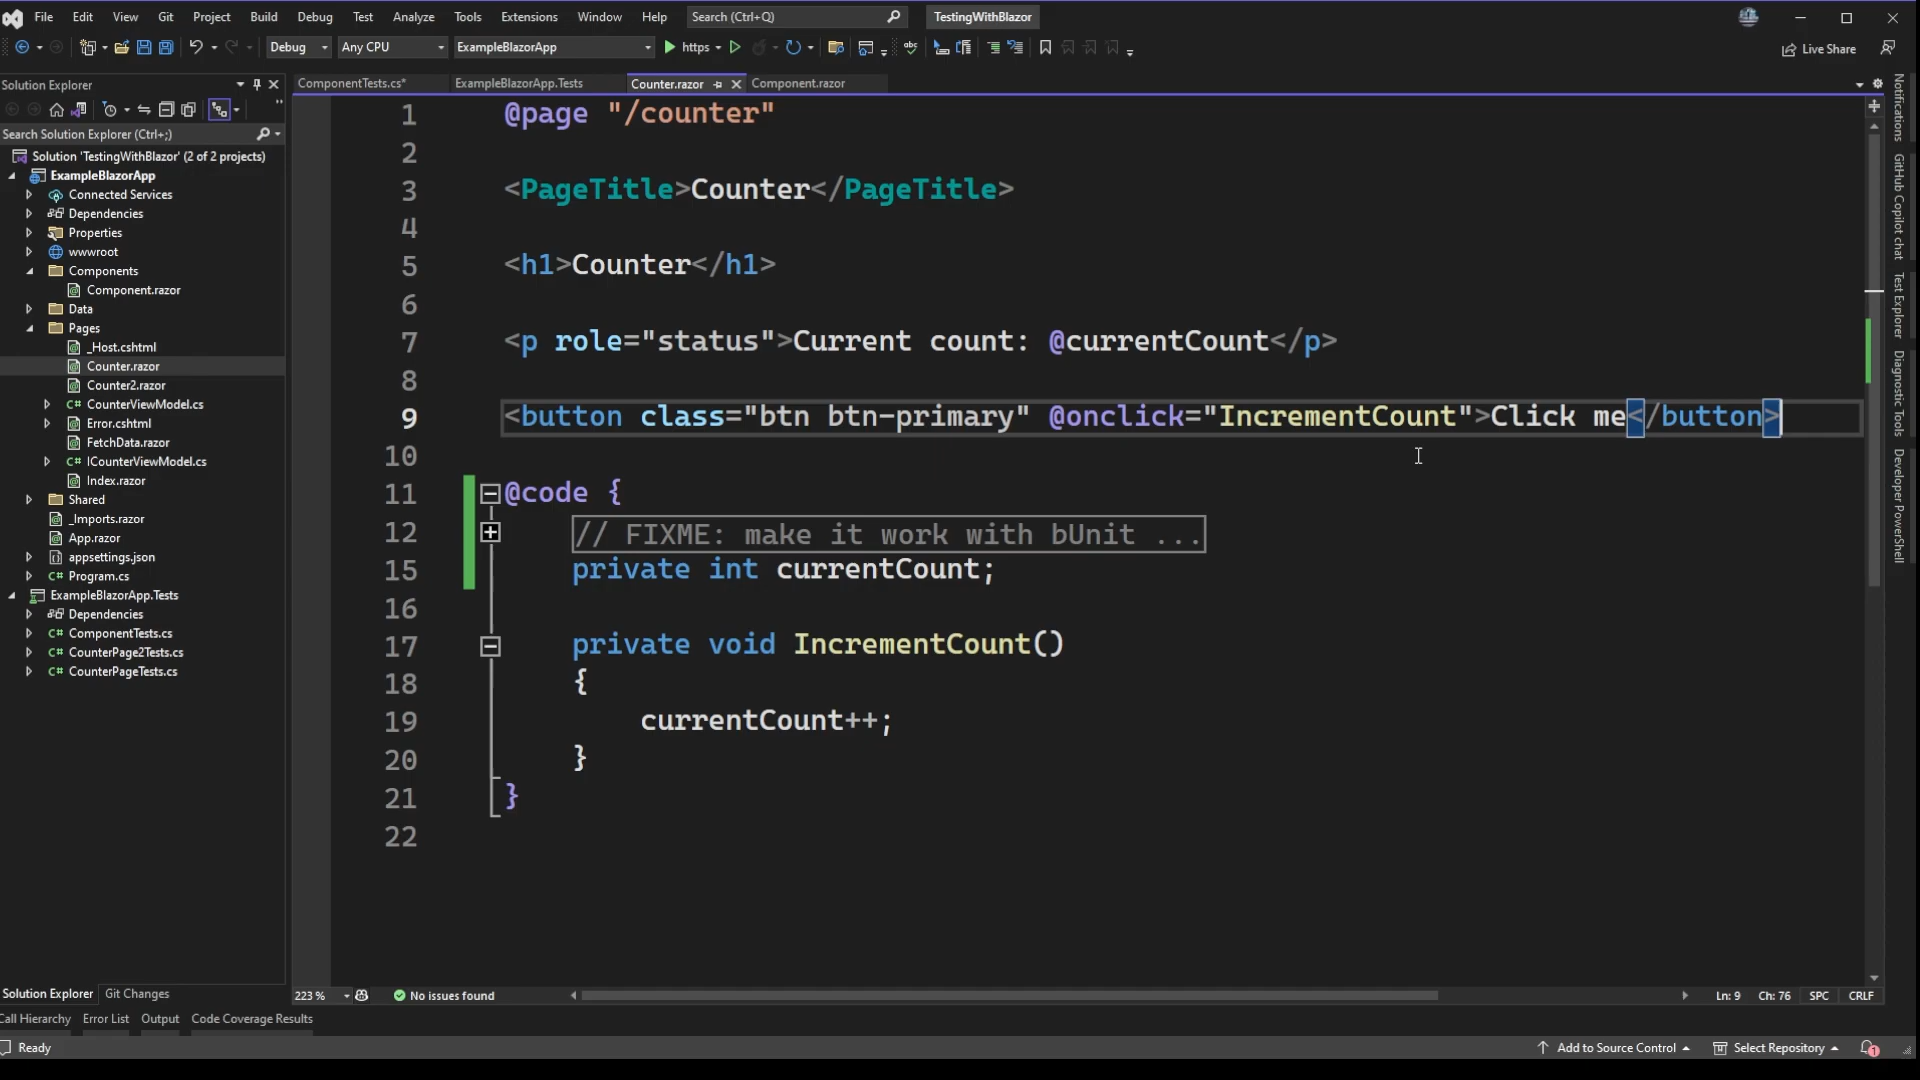 File Edit View Git Project Build Debug Test Analyze Tools Extensions Window Help Search (Ctrl+Q) TestingWithBlazor
Debug Any CPU ExampleBlazorApp https Live Share
Solution Explorer
Search Solution Explorer (Ctrl+;)
Solution 'TestingWithBlazor' (2 of 2 projects)
ExampleBlazorApp
Connected Services
Dependencies
Properties
wwwroot
Components
Component.razor
Data
Pages
_Host.cshtml
Counter.razor
Counter2.razor
C# CounterViewModel.cs
Error.cshtml
FetchData.razor
C# ICounterViewModel.cs
Index.razor
Shared
_Imports.razor
App.razor
appsettings.json
C# Program.cs
ExampleBlazorApp.Tests
Dependencies
C# ComponentTests.cs
C# CounterPage2Tests.cs
C# CounterPageTests.cs
Solution Explorer Git Changes
ComponentTests.cs* ExampleBlazorApp.Tests Counter.razor Component.razor
1 @page "/counter"
2
3 <PageTitle>Counter</PageTitle>
4
5 <h1>Counter</h1>
6
7 <p role="status">Current count: @currentCount</p>
8
9 <button class="btn btn-primary" @onclick="IncrementCount">Click me</button>
10
11 @code {
12 // FIXME: make it work with bUnit ...
15 private int currentCount;
16
17 private void IncrementCount()
18 {
19 currentCount++;
20 }
21 }
22
223 % No issues found Ln: 9 Ch: 76 SPC CRLF
Notifications
GitHub Copilot chat
Test Explorer
Diagnostic Tools
Developer PowerShell
Call Hierarchy Error List Output Code Coverage Results
Ready Add to Source Control Select Repository 1